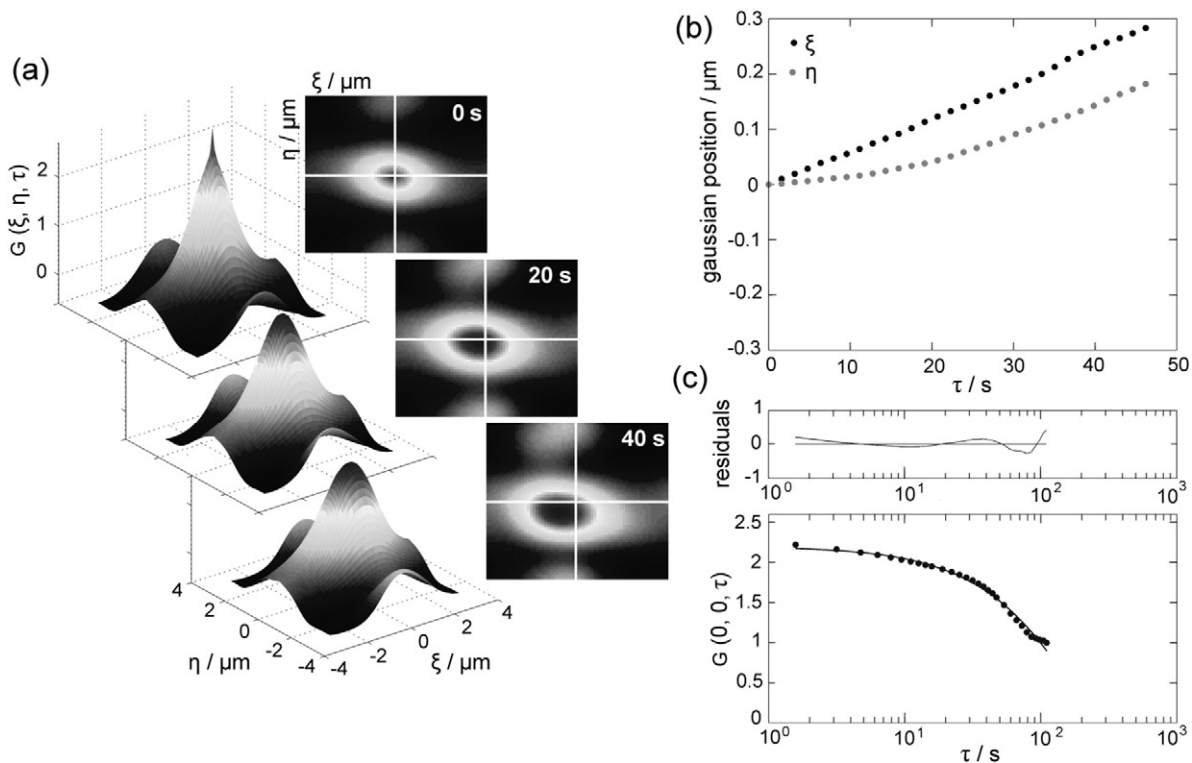 (a)
ξ / µm
η / µm
0 s
20 s
40 s
G (ξ, η, τ)
2
1
0
4
2
0
-2
-4
η / µm
-4
-2
0
2
4
ξ / µm
(b)
ξ
η
gaussian position / µm
0.3
0.2
0.1
0
-0.1
-0.2
-0.3
0 10 20 30 40 50
τ / s
(c)
residuals
1
0
-1
10⁰ 10¹ 10² 10³
G (0, 0, τ)
2.5
2
1.5
1
0.5
0
10⁰ 10¹ 10² 10³
τ / s